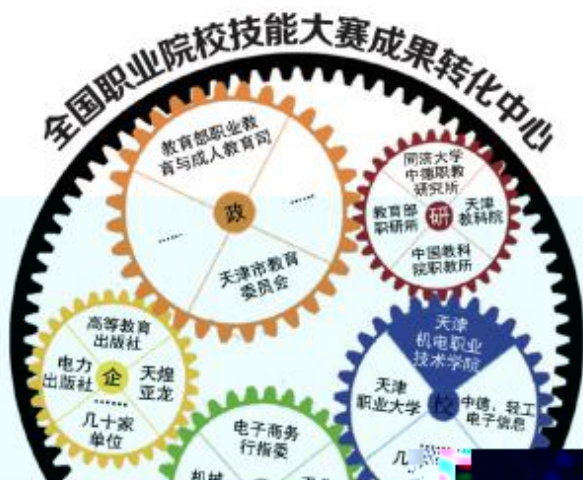 全国职业院校技能大赛成果转化中心
教育部职业教
育与成人教育司
......
政
......
天津市教育
委员会
同济大学
中德职教
研究所
教育部
职研所
研
天津
教科院
中国教科
院职教所
高等教育
出版社
电力
出版社
企
天煌
亚龙
......
几十家
单位
天津
机电职业
技术学院
天津
职业大学
校
中德、轻工
电子信息
几
电子商务
行指委
机械